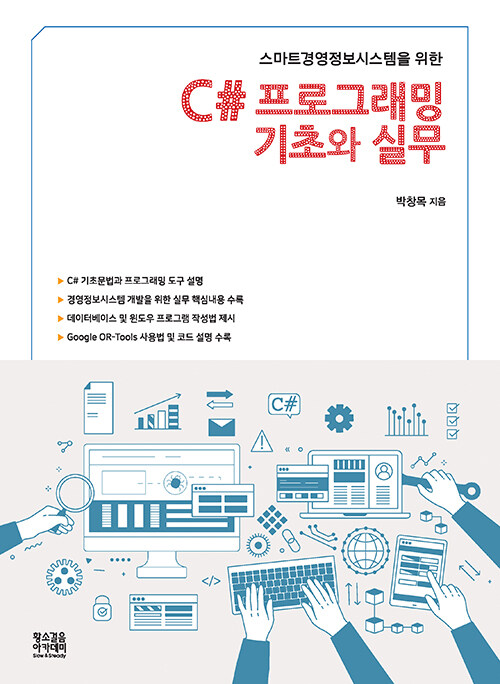 스마트경영정보시스템을 위한
C# 프로그래밍
기초와 실무
박창목 지음
▶ C# 기초문법과 프로그래밍 도구 설명
▶ 경영정보시스템 개발을 위한 실무 핵심내용 수록
▶ 데이터베이스 및 윈도우 프로그램 작성법 제시
▶ Google OR-Tools 사용법 및 코드 설명 수록
C#
</>
황소걸음
아카데미
Slow & Steady